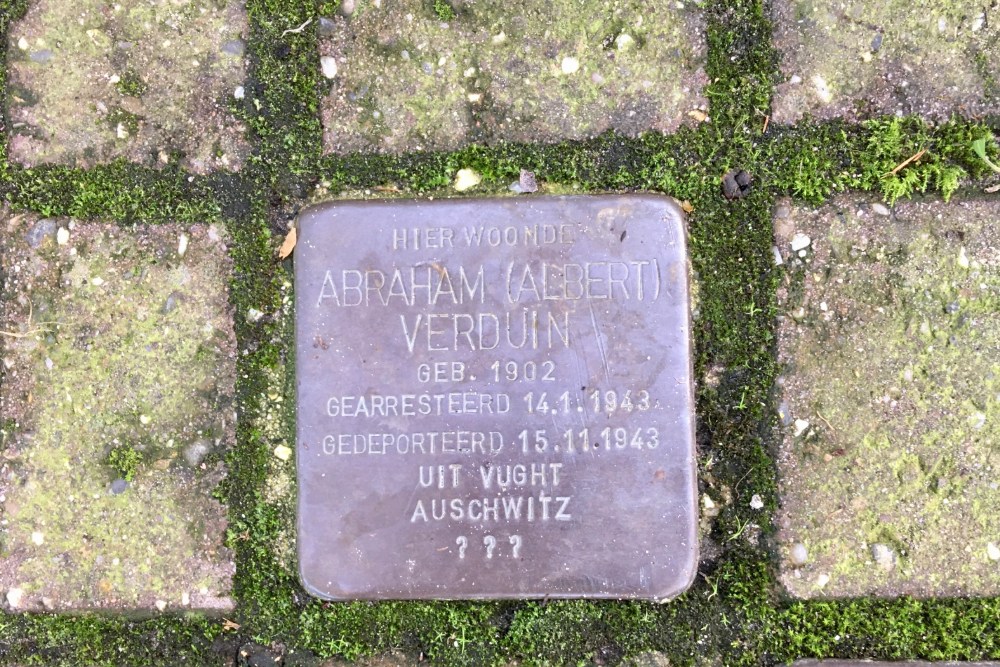 HIER WOONDE
ABRAHAM (ALBERT)
VERDUIN
GEB. 1902
GEARRESTEERD 14.1.1943
GEDEPORTEERD 15.11.1943
UIT VUGHT
AUSCHWITZ
? ? ?